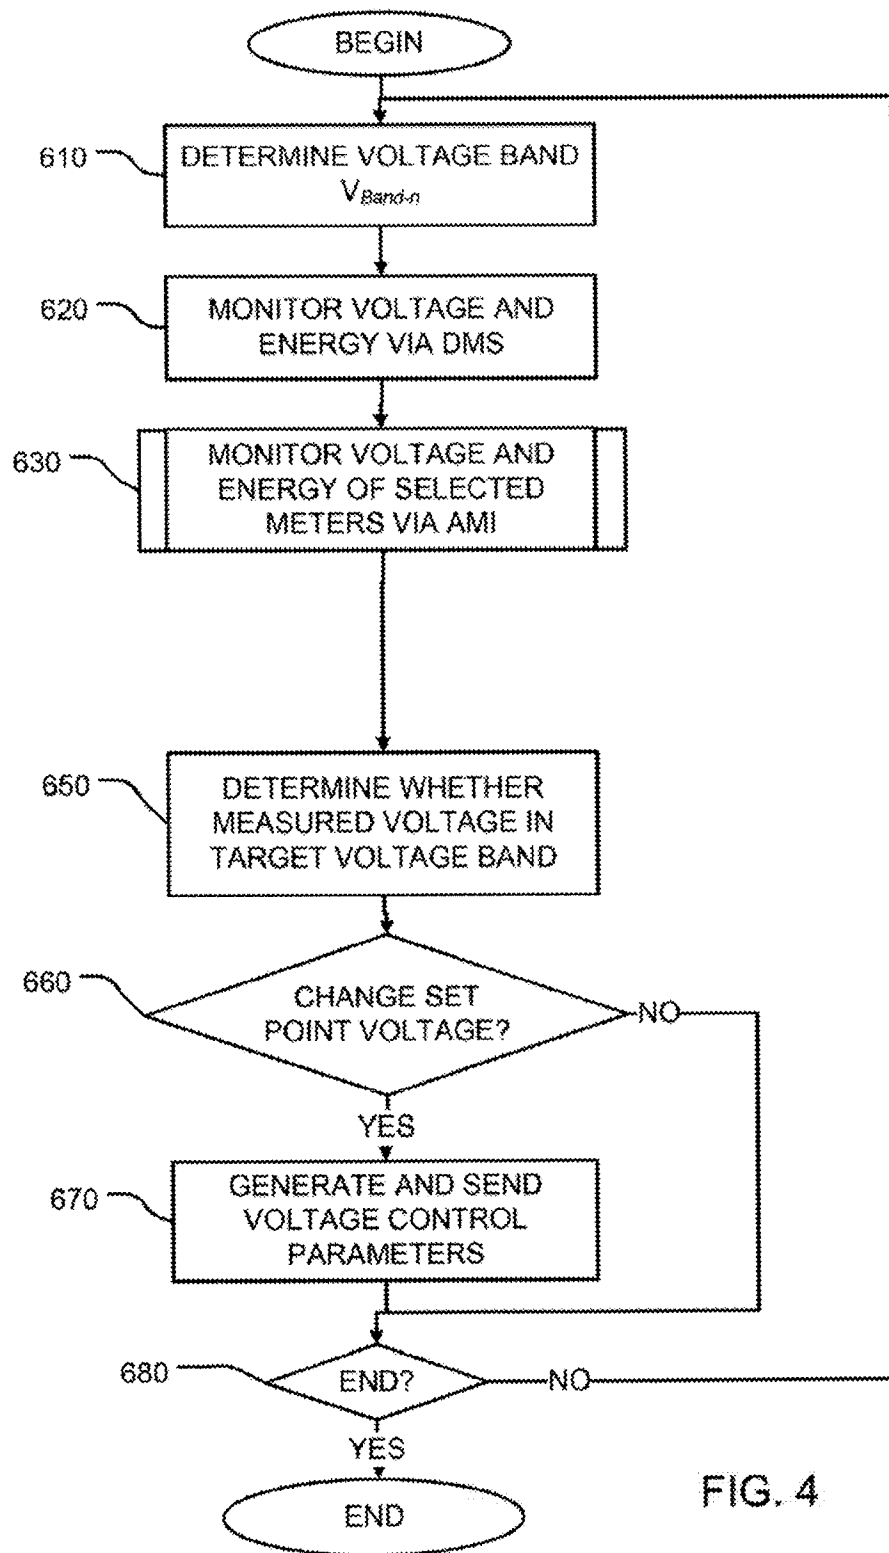 BEGIN
610
DETERMINE VOLTAGE BAND
VBand-n
620
MONITOR VOLTAGE AND
ENERGY VIA DMS
630
MONITOR VOLTAGE AND
ENERGY OF SELECTED
METERS VIA AMI
650
DETERMINE WHETHER
MEASURED VOLTAGE IN
TARGET VOLTAGE BAND
660
CHANGE SET
POINT VOLTAGE?
NO
YES
670
GENERATE AND SEND
VOLTAGE CONTROL
PARAMETERS
680
END?
NO
YES
END
FIG. 4